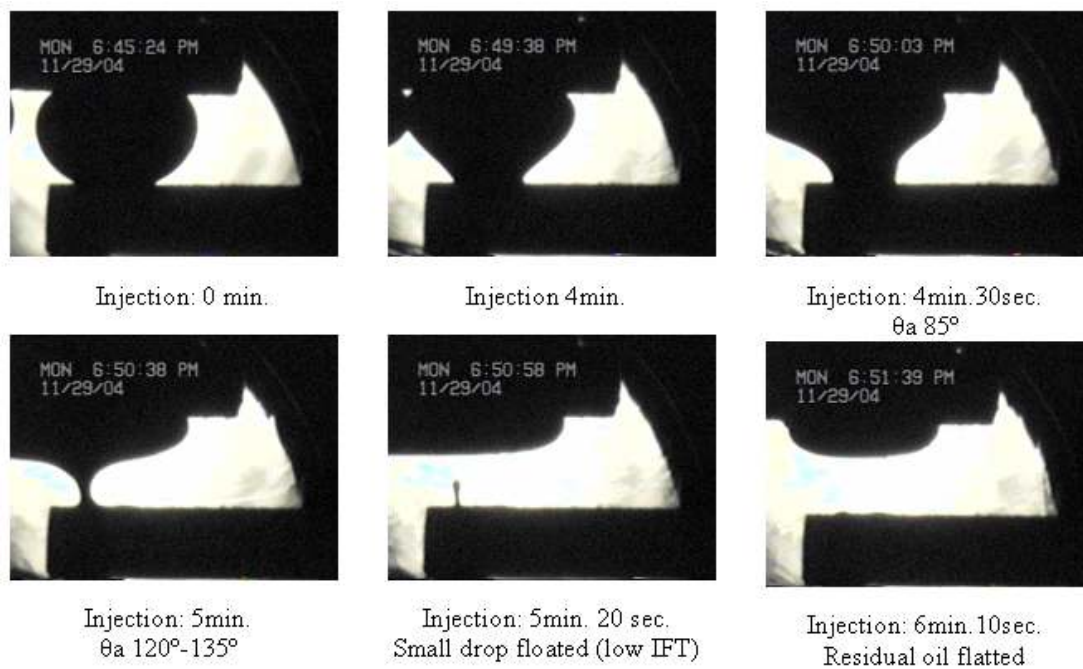 MON 6:45:24 PM
11/29/04
MON 6:49:38 PM
11/29/04
MON 6:50:03 PM
11/29/04
Injection: 0 min.
Injection 4min.
Injection: 4min.30sec.
θa 85º
MON 6:50:38 PM
11/29/04
MON 6:50:58 PM
11/29/04
MON 6:51:39 PM
11/29/04
Injection: 5min.
θa 120º-135º
Injection: 5min. 20 sec.
Small drop floated (low IFT)
Injection: 6min.10sec.
Residual oil flatted